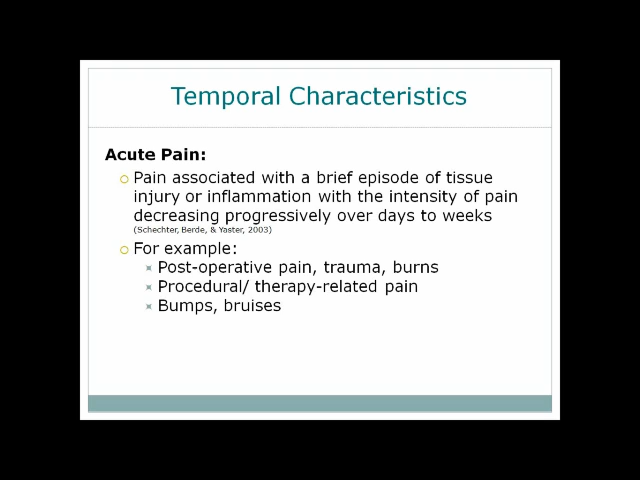 Temporal Characteristics
Acute Pain:
Pain associated with a brief episode of tissue
injury or inflammation with the intensity of pain
decreasing progressively over days to weeks
(Schechter, Berde, & Yaster, 2003)
For example:
Post-operative pain, trauma, burns
Procedural/ therapy-related pain
Bumps, bruises